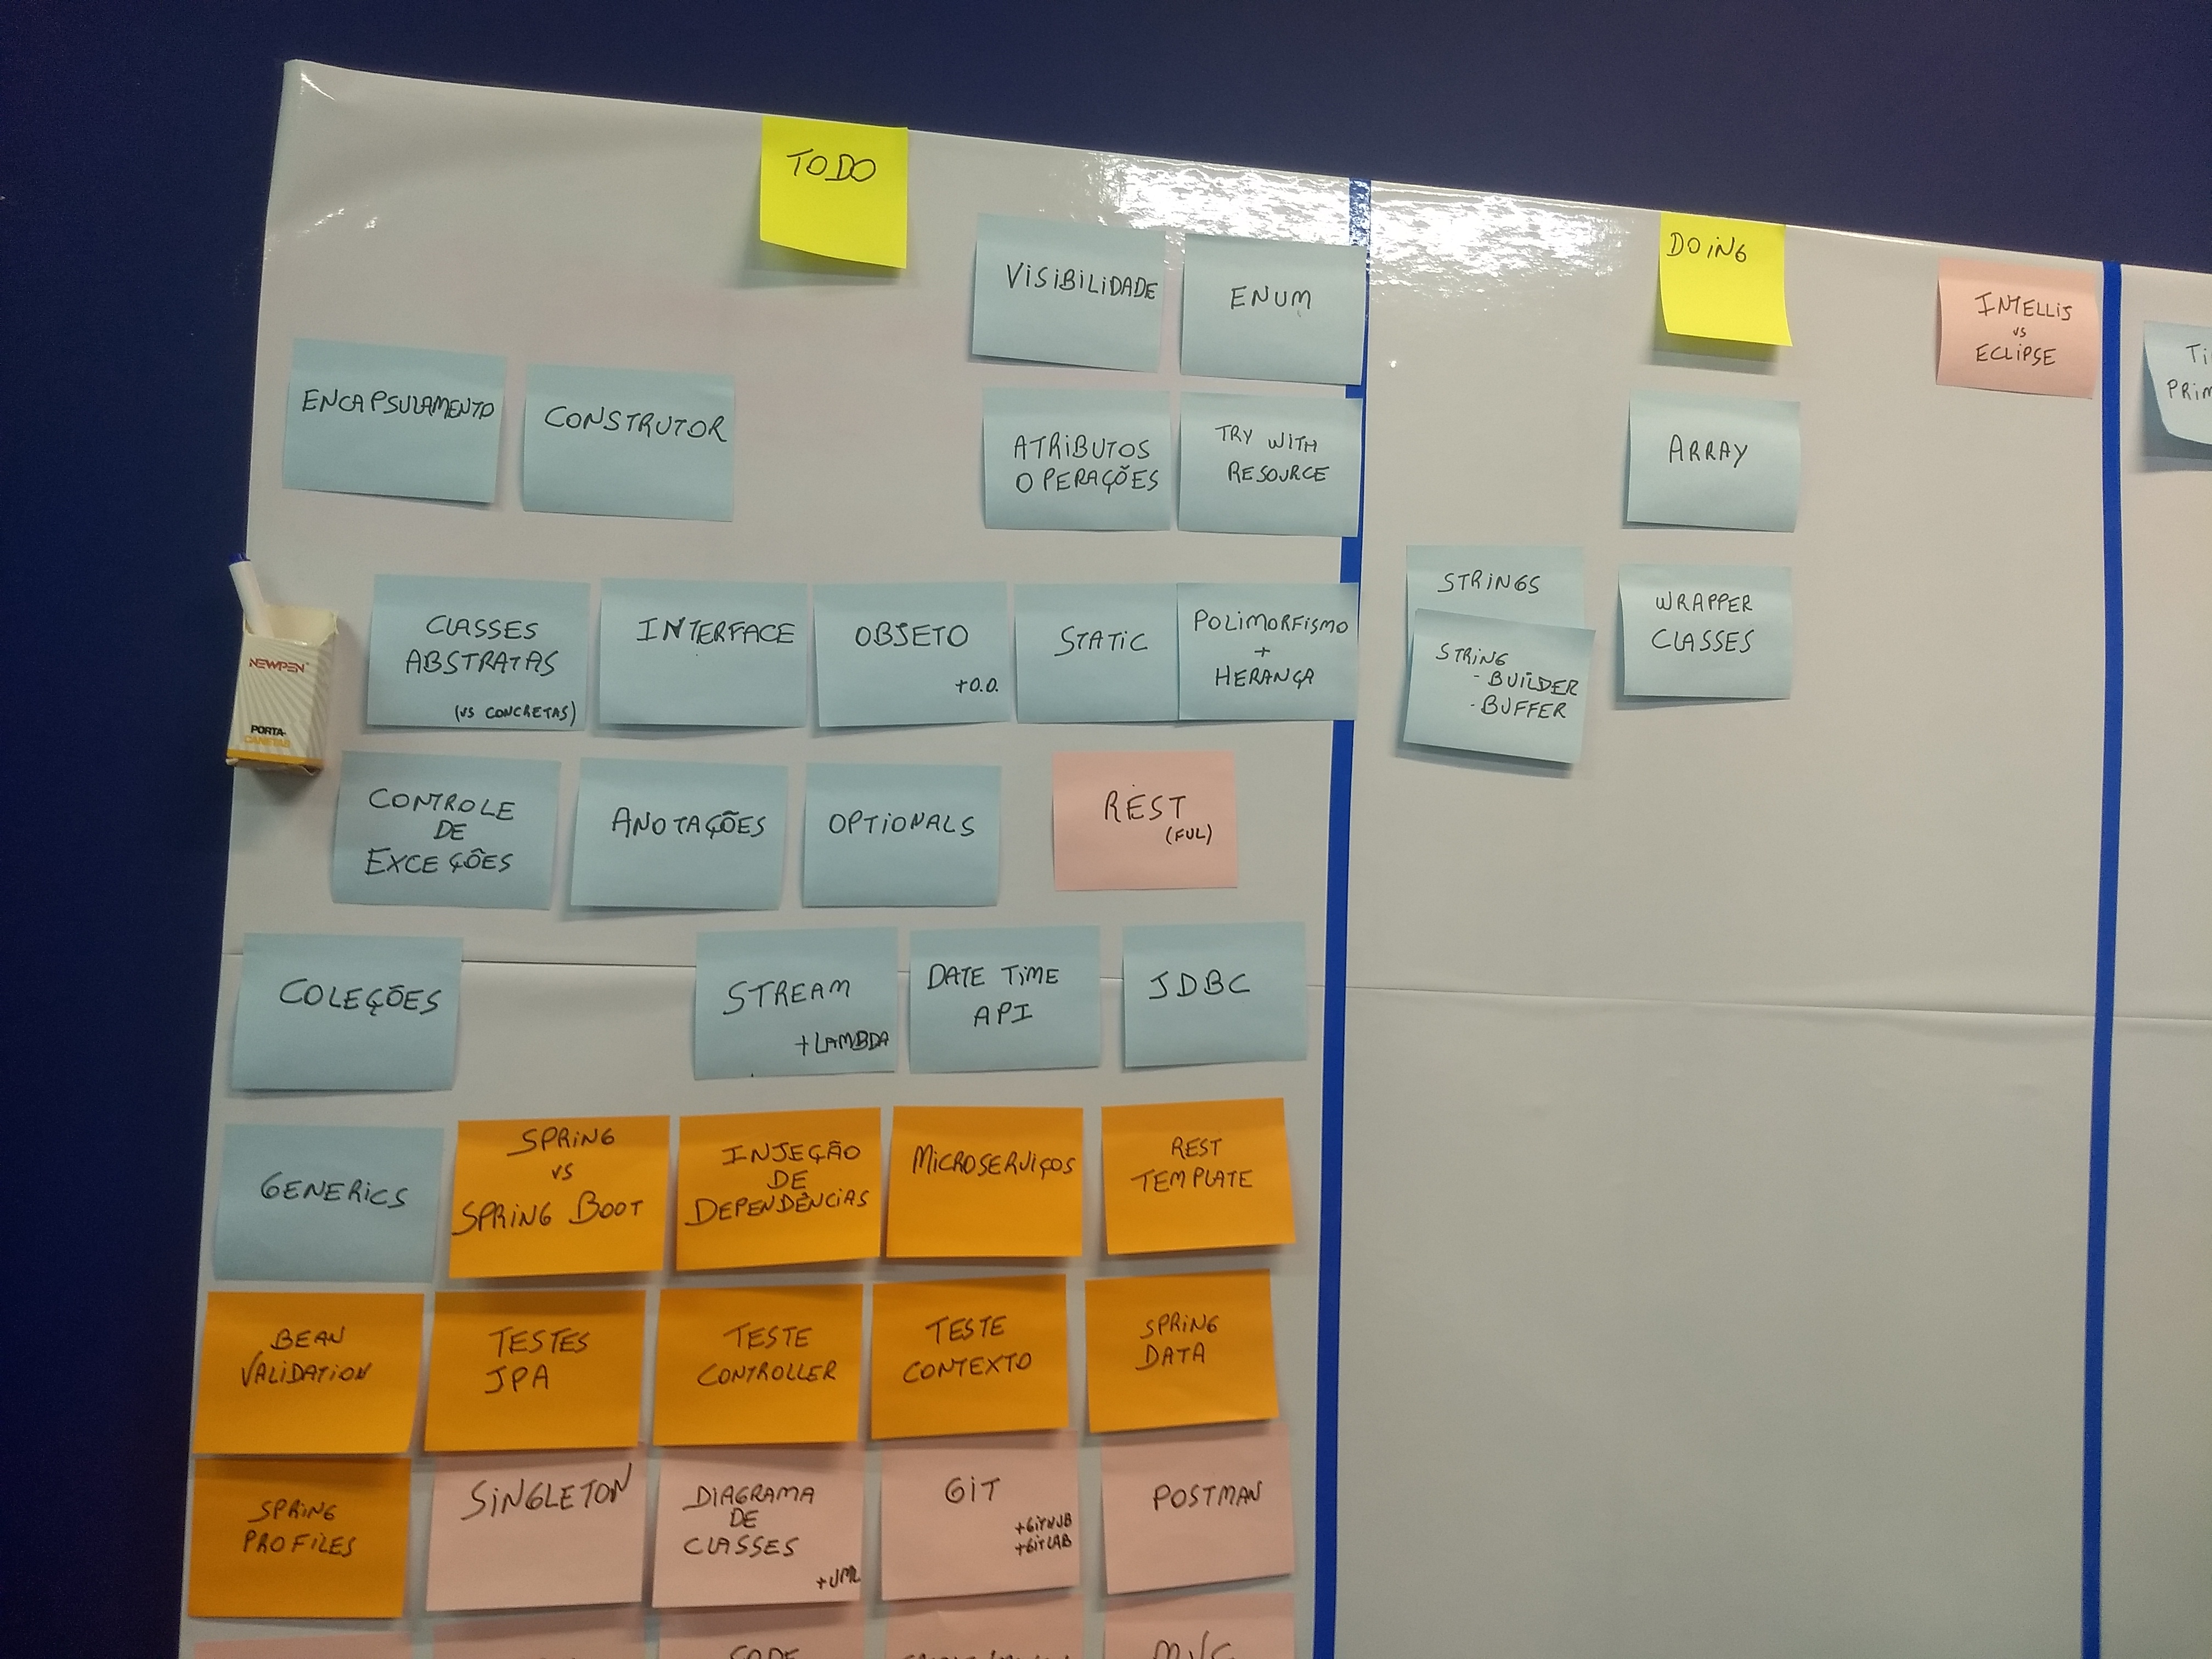 TODO
VISIBILIDADE
ENUM
ENCAPSULAMENTO
CONSTRUTOR
ATRIBUTOS
OPERAÇÕES
TRY WITH
RESOURCE
CLASSES
ABSTRATAS
(VS CONCRETAS)
INTERFACE
OBJETO
+O.O.
STATIC
POLIMORFISMO
+
HERANÇA
NEWPEN
PORTA-
CANETAS
CONTROLE
DE
EXCEÇÕES
ANOTAÇÕES
OPTIONALS
REST
(FUL)
COLEÇÕES
STREAM
+LAMBDA
DATE TIME
API
JDBC
GENERICS
SPRING
VS
SPRING BOOT
INJEÇÃO
DE
DEPENDÊNCIAS
MICROSERVIÇOS
REST
TEMPLATE
BEAN
VALIDATION
TESTES
JPA
TESTE
CONTROLLER
TESTE
CONTEXTO
SPRING
DATA
SPRING
PROFILES
SINGLETON
DIAGRAMA
DE
CLASSES
+UML
GIT
+GITHUB
+GITLAB
POSTMAN
CODE
MVC
DOING
INTELLIJ
VS
ECLIPSE
ARRAY
STRINGS
STRING
- BUILDER
- BUFFER
WRAPPER
CLASSES